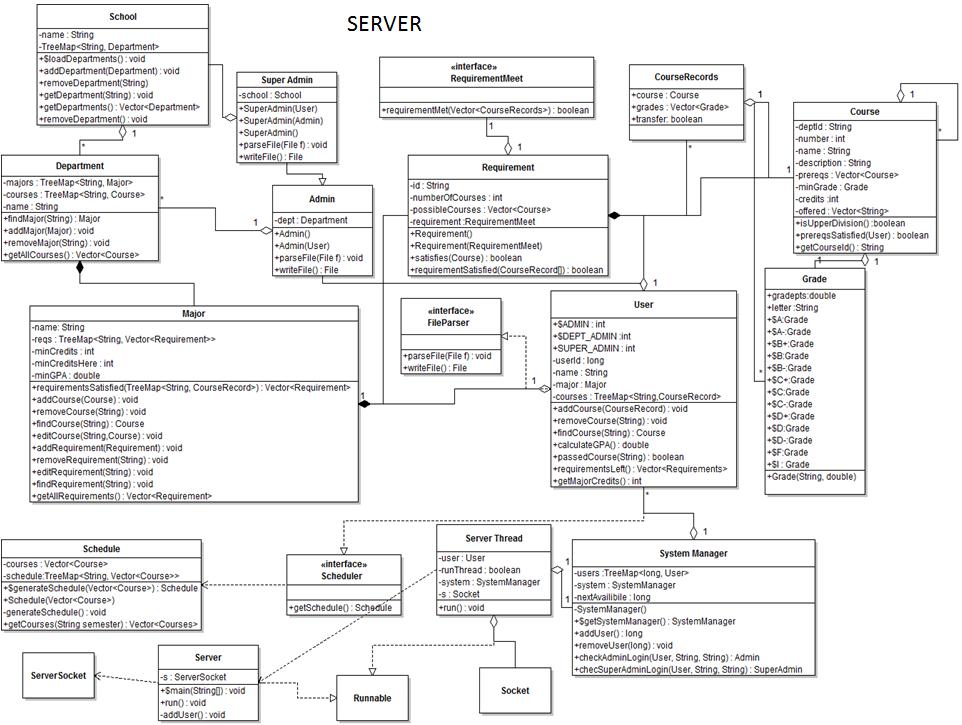 SERVER
School
-name : String
-TreeMap<String, Department>
+$loadDepartments() : void
+addDepartment(Department) : void
+removeDepartment(String)
+getDepartment(String) : void
+getDepartments() : Vector<Department>
+removeDepartment() : void
1
*
Super Admin
-school : School
+SuperAdmin(User)
+SuperAdmin(Admin)
+SuperAdmin()
+parseFile(File f) : void
+writeFile() : File
«interface»
RequirementMeet
+requirementMet(Vector<CourseRecords>) : boolean
1
1
CourseRecords
+course : Course
+grades : Vector<Grade>
+transfer: boolean
1
*
1
*
1
Course
-deptId : String
-number : int
-name : String
-description : String
-prereqs : Vector<Course>
-minGrade : Grade
-credits : int
-offered : Vector<String>
+isUpperDivision() :boolean
+prereqsSatisfied(User) : boolean
+getCourseId() : String
1
*
1
1
Department
-majors : TreeMap<String, Major>
-courses : TreeMap<String, Course>
-name : String
+findMajor(String) : Major
+addMajor(Major) : void
+removeMajor(String) : void
+getAllCourses() : Vector<Course>
*
1
Admin
-dept : Department
+Admin()
+Admin(User)
+parseFile(File f) : void
+writeFile() : File
Requirement
-id : String
-numberOfCourses : int
-possibleCourses : Vector<Course>
-requirement :RequirementMeet
+Requirement()
+Requirement(RequirementMeet)
+satisfies(Course) : boolean
+requirementSatisfied(CourseRecord[]) : boolean
Grade
+gradepts:double
+letter :String
+$A:Grade
+$A-:Grade
+$B+:Grade
+$B:Grade
+$B-:Grade
+$C+:Grade
+$C:Grade
+$C-:Grade
+$D+:Grade
+$D:Grade
+$D-:Grade
+$F:Grade
+$I : Grade
+Grade(String, double)
Major
-name: String
-reqs : TreeMap<String, Vector<Requirement>>
-minCredits : int
-minCreditsHere : int
-minGPA : double
+requirementsSatisfied(TreeMap<String, CourseRecord>) : Vector<Requirement>
+addCourse(Course) : void
+removeCourse(String) : void
+findCourse(String) : Course
+editCourse(String,Course) : void
+addRequirement(Requirement) : void
+removeRequirement(String) : void
+editRequirement(String) : void
+findRequirement(String) : void
+getAllRequirements() : Vector<Requirement>
1
1
«interface»
FileParser
+parseFile(File f) : void
+writeFile() : File
1
User
+$ADMIN : int
+$DEPT_ADMIN :int
+SUPER_ADMIN : int
-userId : long
-name : String
-major : Major
-courses : TreeMap<String,CourseRecord>
+addCourse(CourseRecord) : void
+removeCourse(String) : void
+findCourse(String) : Course
+calculateGPA() : double
+passedCourse(String) : boolean
+requirementsLeft() : Vector<Requirements>
+getMajorCredits() : int
*
1
Schedule
-courses : Vector<Course>
-schedule:TreeMap<String, Vector<Course>>
+$generateSchedule(Vector<Course>) : Schedule
+Schedule(Vector<Course>)
-generateSchedule() : void
+getCourses(String semester) : Vector<Courses>
«interface»
Scheduler
+getSchedule() : Schedule
Server Thread
-user : User
-runThread : boolean
-system : SystemManager
-s : Socket
+run() : void
1
1
System Manager
-users :TreeMap<long, User>
-system : SystemManager
-nextAvailibile : long
-SystemManager()
+$getSystemManager() : SystemManager
+addUser() : long
+removeUser(long) : void
+checkAdminLogin(User, String, String) : Admin
+checSuperAdminLogin(User, String, String) : SuperAdmin
ServerSocket
Server
-s : ServerSocket
+$main(String[]) : void
+run() : void
-addUser() : void
Runnable
Socket